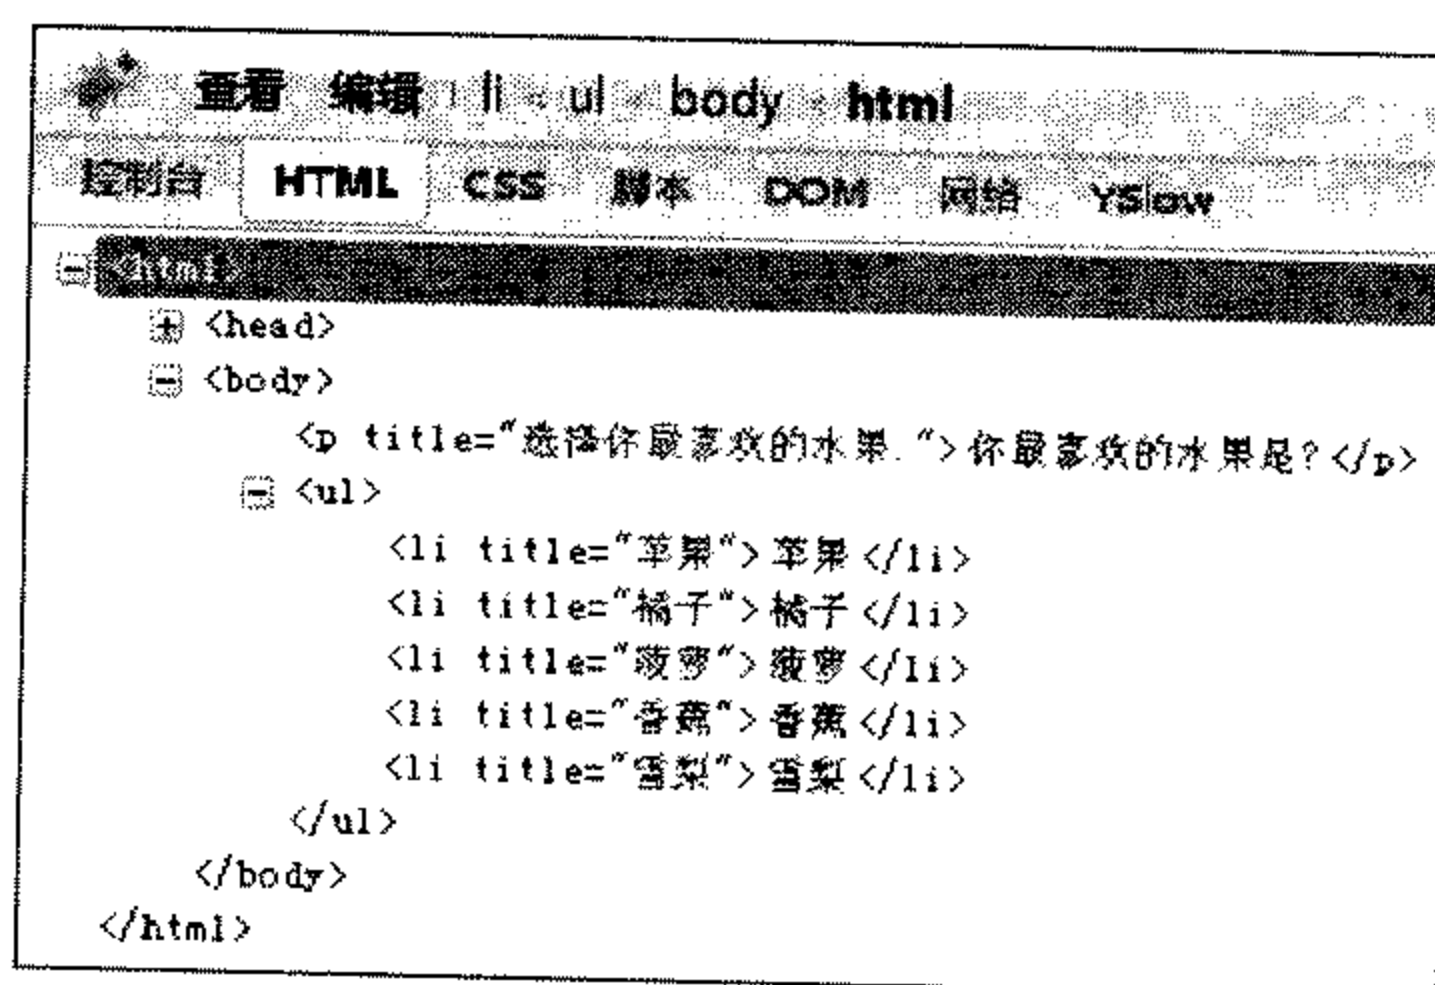 查看 编辑 | li < ul < body < html
控制台 HTML CSS 脚本 DOM 网络 YSlow
<html>
<head>
<body>
<p title="选择你最喜欢的水果.">你最喜欢的水果是?</p>
<ul>
<li title="苹果">苹果</li>
<li title="橘子">橘子</li>
<li title="菠萝">菠萝</li>
<li title="香蕉">香蕉</li>
<li title="雪梨">雪梨</li>
</ul>
</body>
</html>